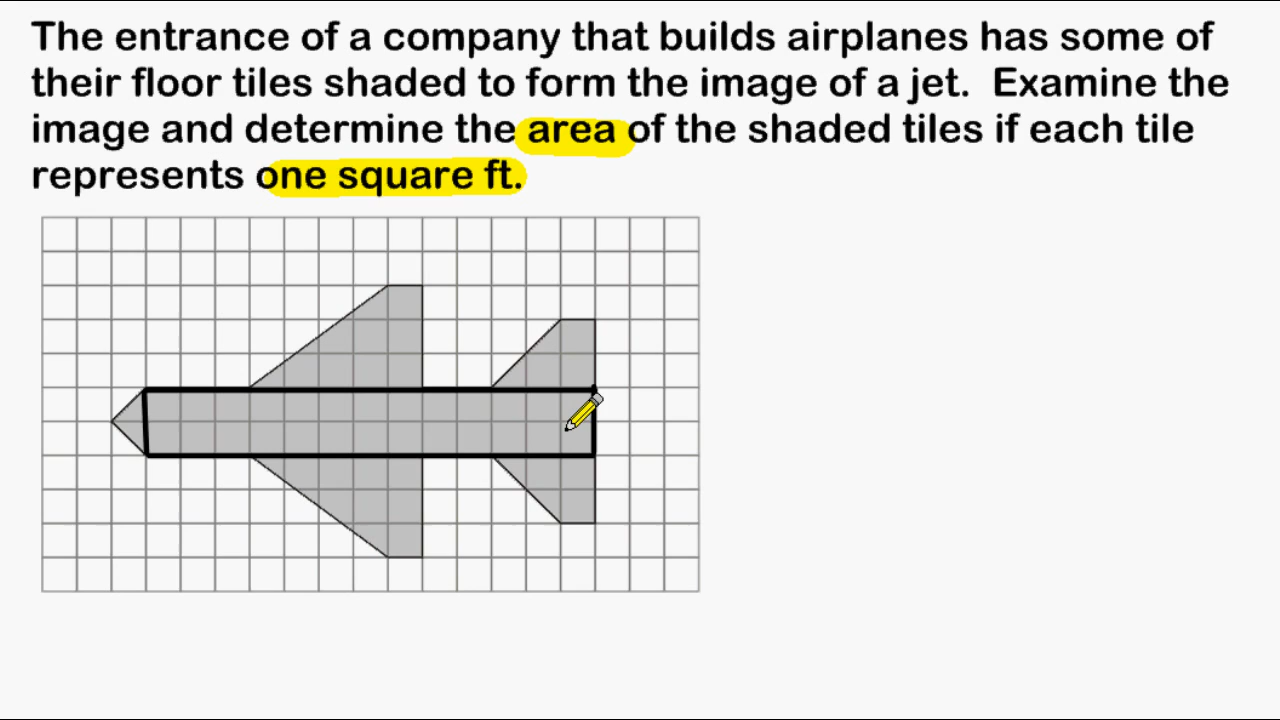 The entrance of a company that builds airplanes has some of
their floor tiles shaded to form the image of a jet.  Examine the
image and determine the area of the shaded tiles if each tile
represents one square ft.